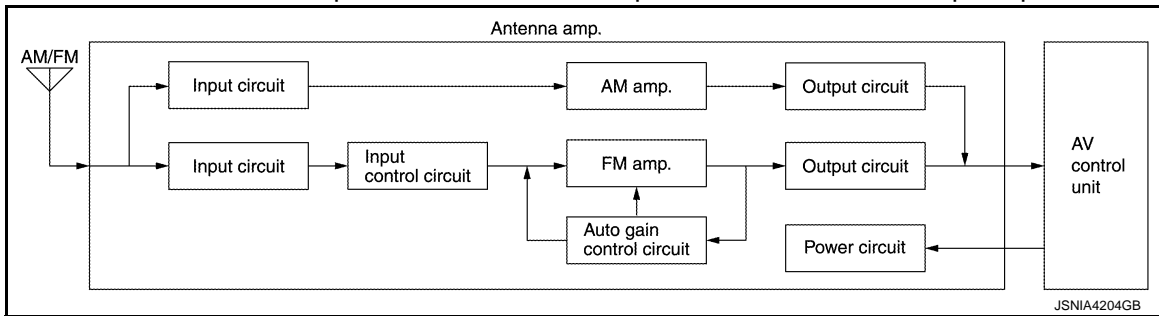 Antenna amp.
AM/FM
Input circuit
AM amp.
Output circuit
Input circuit
Input
control circuit
FM amp.
Output circuit
AV
control
unit
Auto gain
control circuit
Power circuit
JSNIA4204GB